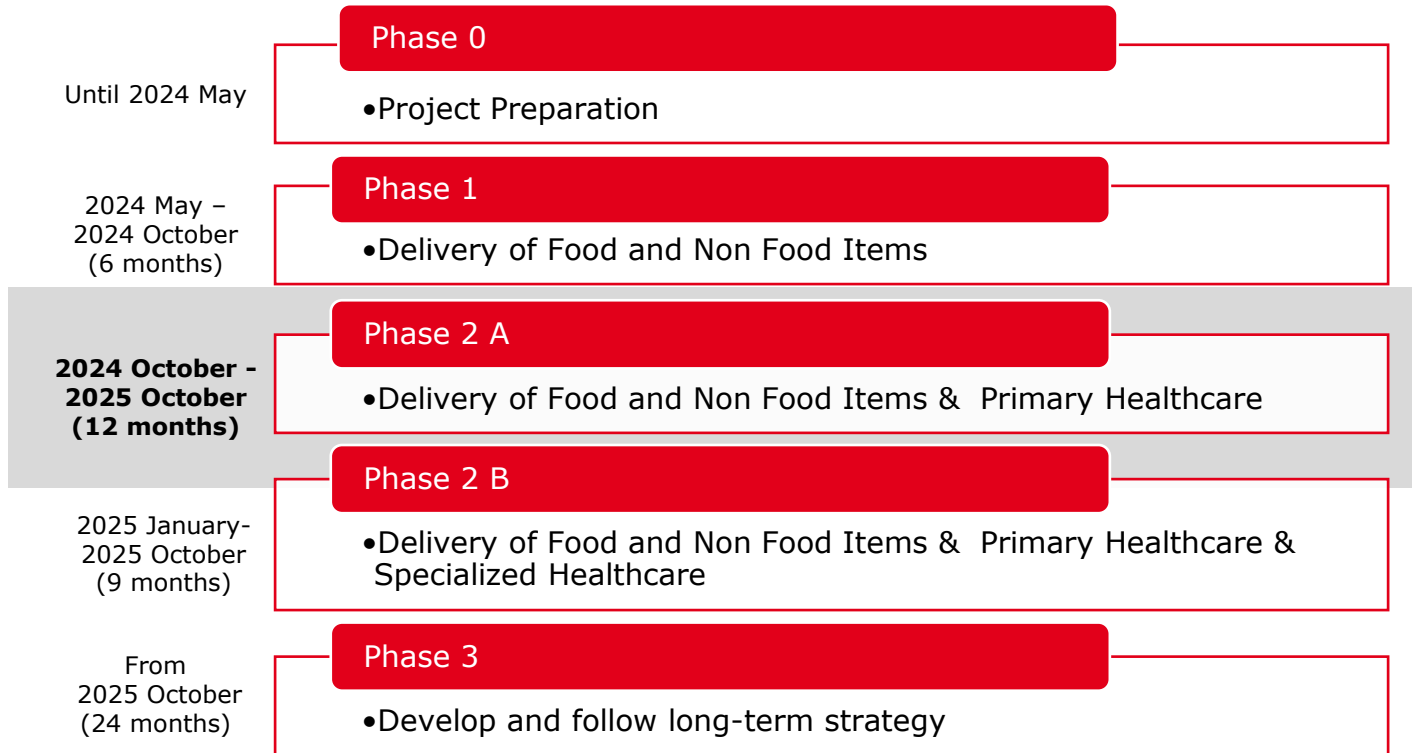 Phase 0
Until 2024 May
•Project Preparation
Phase 1
2024 May –
2024 October
(6 months)
•Delivery of Food and Non Food Items
Phase 2 A
2024 October -
2025 October
(12 months)
•Delivery of Food and Non Food Items &  Primary Healthcare
Phase 2 B
2025 January-
2025 October
(9 months)
•Delivery of Food and Non Food Items &  Primary Healthcare &
Specialized Healthcare
Phase 3
From
2025 October
(24 months)
•Develop and follow long-term strategy